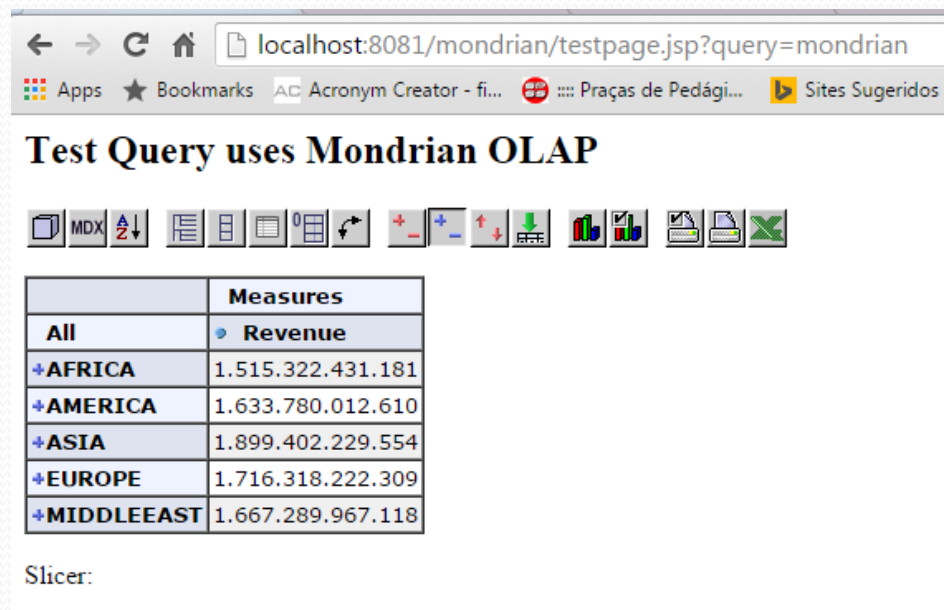 localhost:8081/mondrian/testpage.jsp?query=mondrian
Apps Bookmarks AC Acronym Creator - fi... :::: Praças de Pedági... Sites Sugeridos
Test Query uses Mondrian OLAP
MDX A Z 0
Measures
All Revenue
+AFRICA 1.515.322.431.181
+AMERICA 1.633.780.012.610
+ASIA 1.899.402.229.554
+EUROPE 1.716.318.222.309
+MIDDLEEAST 1.667.289.967.118
Slicer: